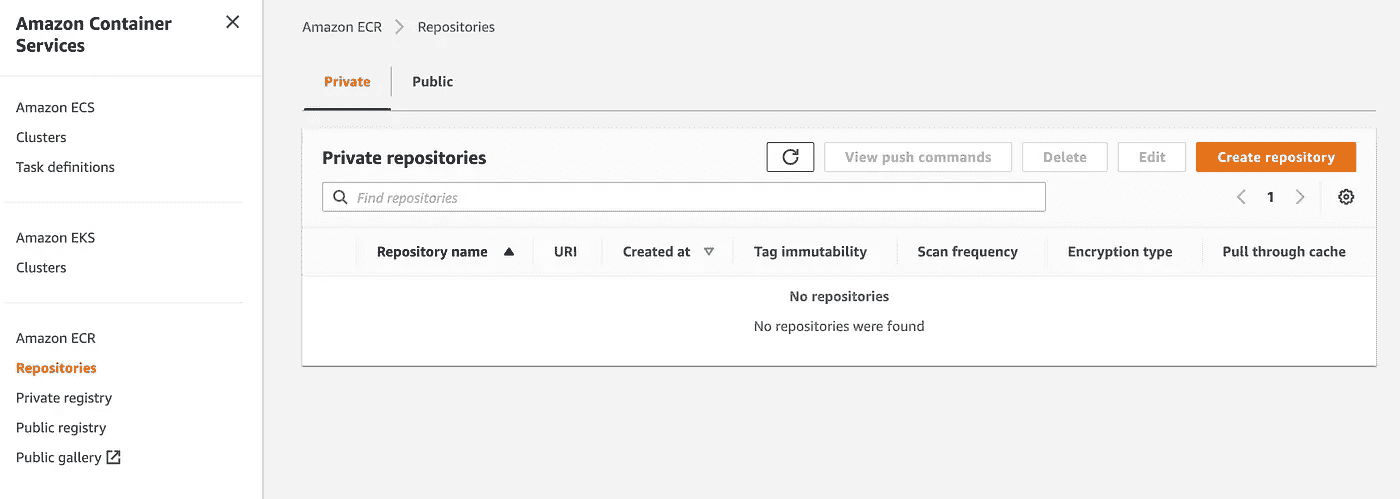 Amazon Container
Services
Amazon ECS
Clusters
Task definitions
Amazon EKS
Clusters
Amazon ECR
Repositories
Private registry
Public registry
Public gallery
Amazon ECR Repositories
Private Public
Private repositories View push commands Delete Edit Create repository
Find repositories 1
Repository name URI Created at Tag immutability Scan frequency Encryption type Pull through cache
No repositories
No repositories were found